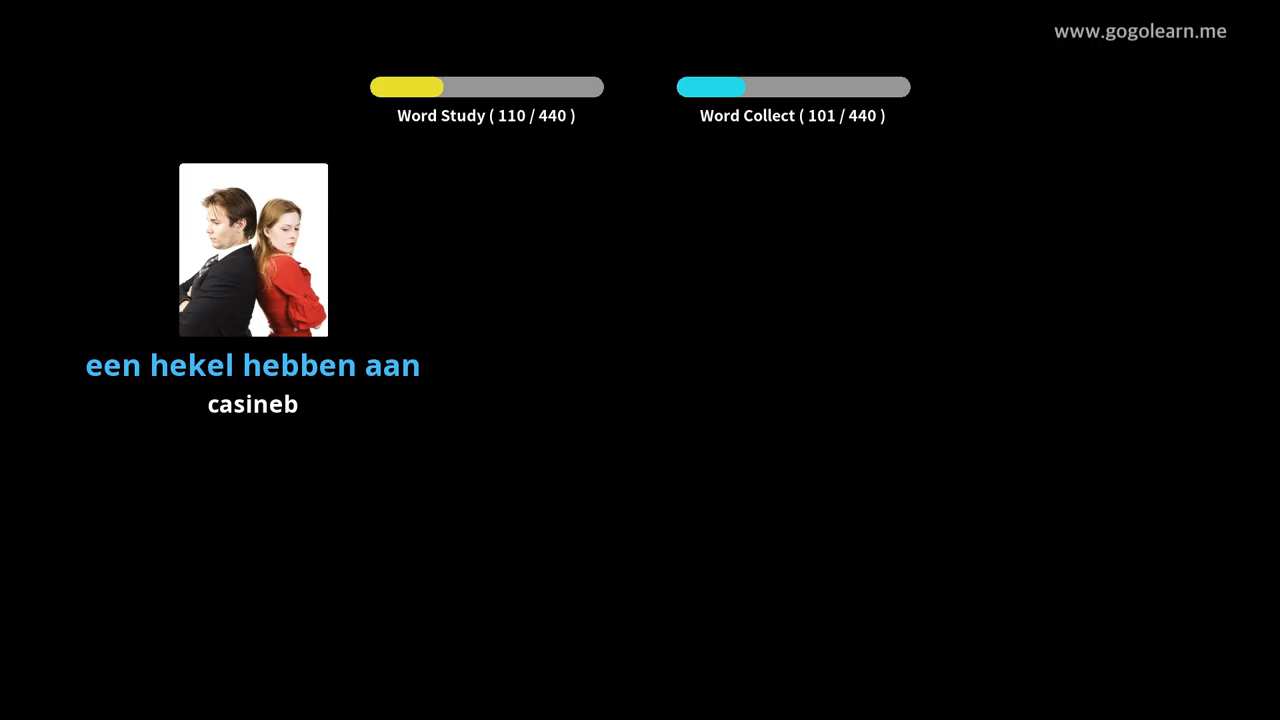 www.gogolearn.me
Word Study ( 110 / 440 )
Word Collect ( 101 / 440 )
een hekel hebben aan
casineb